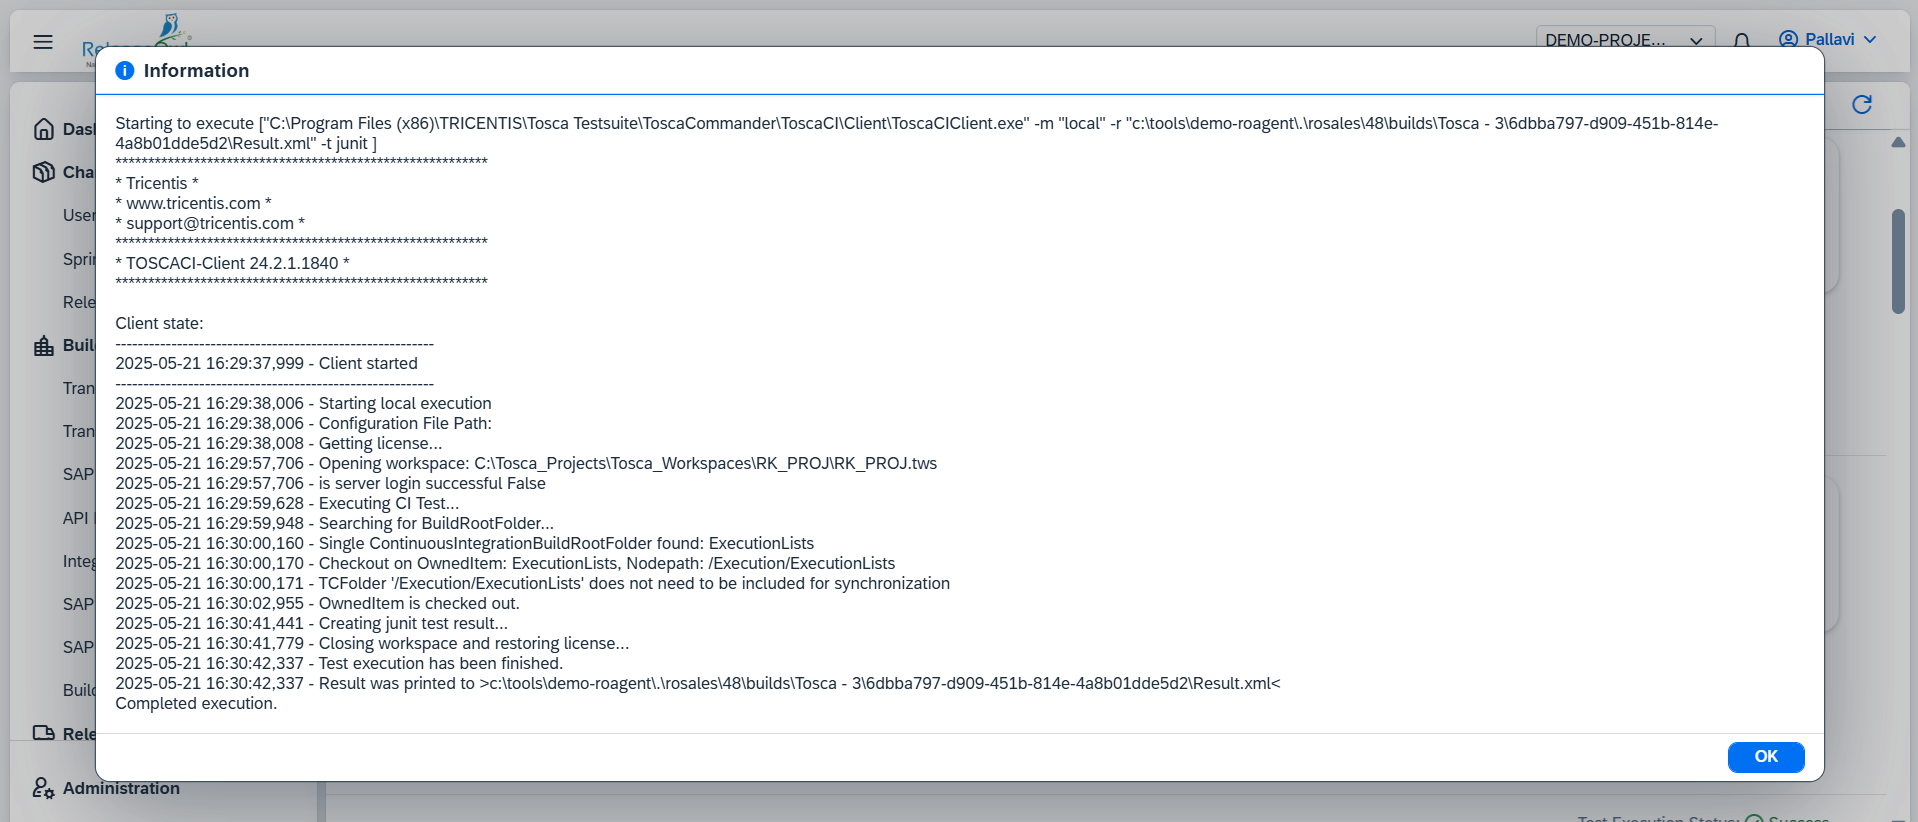 DEMO-PROJE...
Pallavi
Information
Starting to execute ["C:\Program Files (x86)\TRICENTIS\Tosca Testsuite\ToscaCommander\ToscaCI\Client\ToscaCIClient.exe" -m "local" -r "c:\tools\demo-roagent\.\rosales\48\builds\Tosca - 3\6dbba797-d909-451b-814e-
4a8b01dde5d2\Result.xml" -t junit ]
*********************************************************
* Tricentis *
* www.tricentis.com *
* support@tricentis.com *
*********************************************************
* TOSCACI-Client 24.2.1.1840 *
*********************************************************
Client state:
---------------------------------------------------------
2025-05-21 16:29:37,999 - Client started
---------------------------------------------------------
2025-05-21 16:29:38,006 - Starting local execution
2025-05-21 16:29:38,006 - Configuration File Path:
2025-05-21 16:29:38,008 - Getting license...
2025-05-21 16:29:57,706 - Opening workspace: C:\Tosca_Projects\Tosca_Workspaces\RK_PROJ\RK_PROJ.tws
2025-05-21 16:29:57,706 - is server login successful False
2025-05-21 16:29:59,628 - Executing CI Test...
2025-05-21 16:29:59,948 - Searching for BuildRootFolder...
2025-05-21 16:30:00,160 - Single ContinuousIntegrationBuildRootFolder found: ExecutionLists
2025-05-21 16:30:00,170 - Checkout on OwnedItem: ExecutionLists, Nodepath: /Execution/ExecutionLists
2025-05-21 16:30:00,171 - TCFolder '/Execution/ExecutionLists' does not need to be included for synchronization
2025-05-21 16:30:02,955 - OwnedItem is checked out.
2025-05-21 16:30:41,441 - Creating junit test result...
2025-05-21 16:30:41,779 - Closing workspace and restoring license...
2025-05-21 16:30:42,337 - Test execution has been finished.
2025-05-21 16:30:42,337 - Result was printed to >c:\tools\demo-roagent\.\rosales\48\builds\Tosca - 3\6dbba797-d909-451b-814e-4a8b01dde5d2\Result.xml<
Completed execution.
OK
Das
Cha
User
Sprin
Rele
Buil
Tran
Tran
SAP
API
Integ
SAP
SAP
Build
Rele
Administration